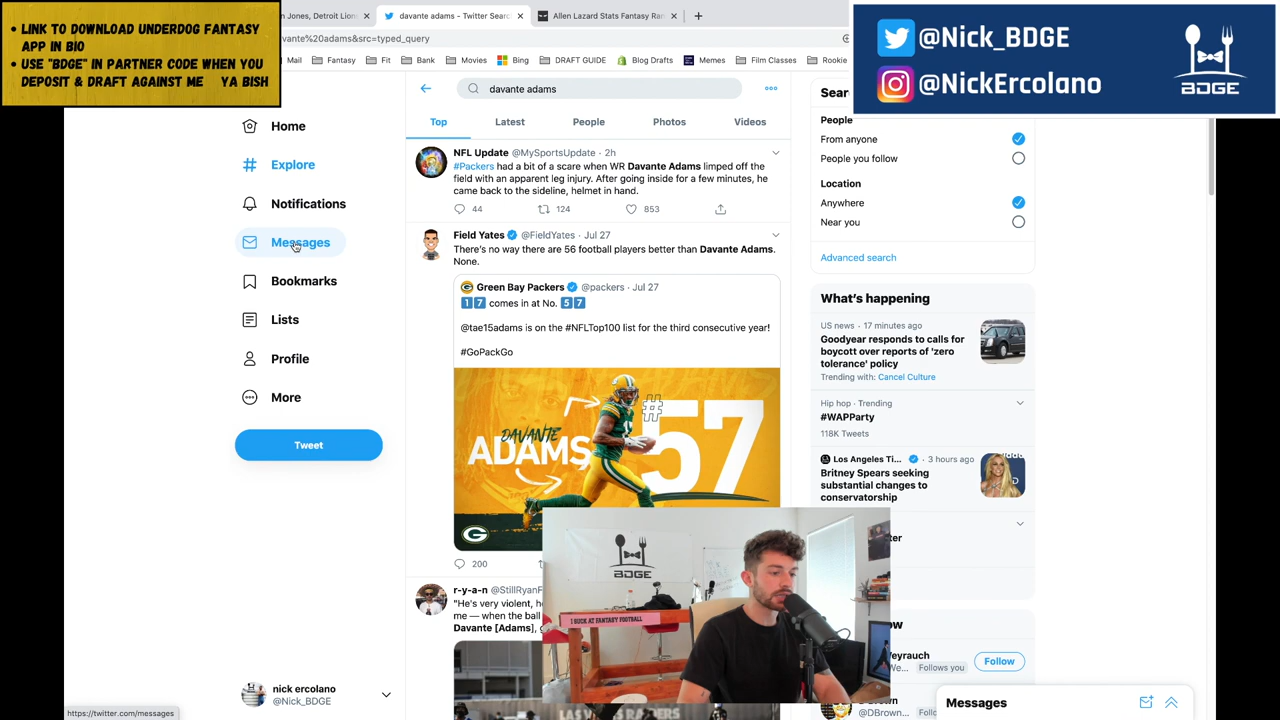 • LINK TO DOWNLOAD UNDERDOG FANTASY
APP IN BIO
• USE "BDGE" IN PARTNER CODE WHEN YOU
DEPOSIT & DRAFT AGAINST ME YA BISH
n Jones, Detroit Lion
davante adams - Twitter Searc
Allen Lazard Stats Fantasy Ran
vante%20adams&src=typed_query
Mail
Fantasy
Fit
Bank
Movies
Bing
DRAFT GUIDE
Blog Drafts
Memes
Film Classes
Rookie
@Nick_BDGE
@NickErcolano
BDGE
Home
Explore
Notifications
Messages
Bookmarks
Lists
Profile
More
Tweet
nick ercolano
@Nick_BDGE
https://twitter.com/messages
davante adams
Top
Latest
People
Photos
Videos
NFL Update @MySportsUpdate · 2h
#Packers had a bit of a scare when WR Davante Adams limped off the
field with an apparent leg injury. After going inside for a few minutes, he
came back to the sideline, helmet in hand.
44
124
853
Field Yates @FieldYates · Jul 27
There's no way there are 56 football players better than Davante Adams.
None.
Green Bay Packers @packers · Jul 27
17 comes in at No. 57
@tae15adams is on the #NFLTop100 list for the third consecutive year!
#GoPackGo
DAVANTE
ADAMS
#57
200
r-y-a-n @StillRyanF
"He's very violent, h
me — when the ball
Davante [Adams],
BDGE
I SUCK AT FANTASY FOOTBALL
Sear
People
From anyone
People you follow
Location
Anywhere
Near you
Advanced search
What's happening
US news · 17 minutes ago
Goodyear responds to calls for
boycott over reports of 'zero
tolerance' policy
Trending with: Cancel Culture
Hip hop · Trending
#WAPParty
118K Tweets
Los Angeles Ti... · 3 hours ago
Britney Spears seeking
substantial changes to
conservatorship
ter
ow
eyrauch
Follows you
Follow
@DBrown...
Messages